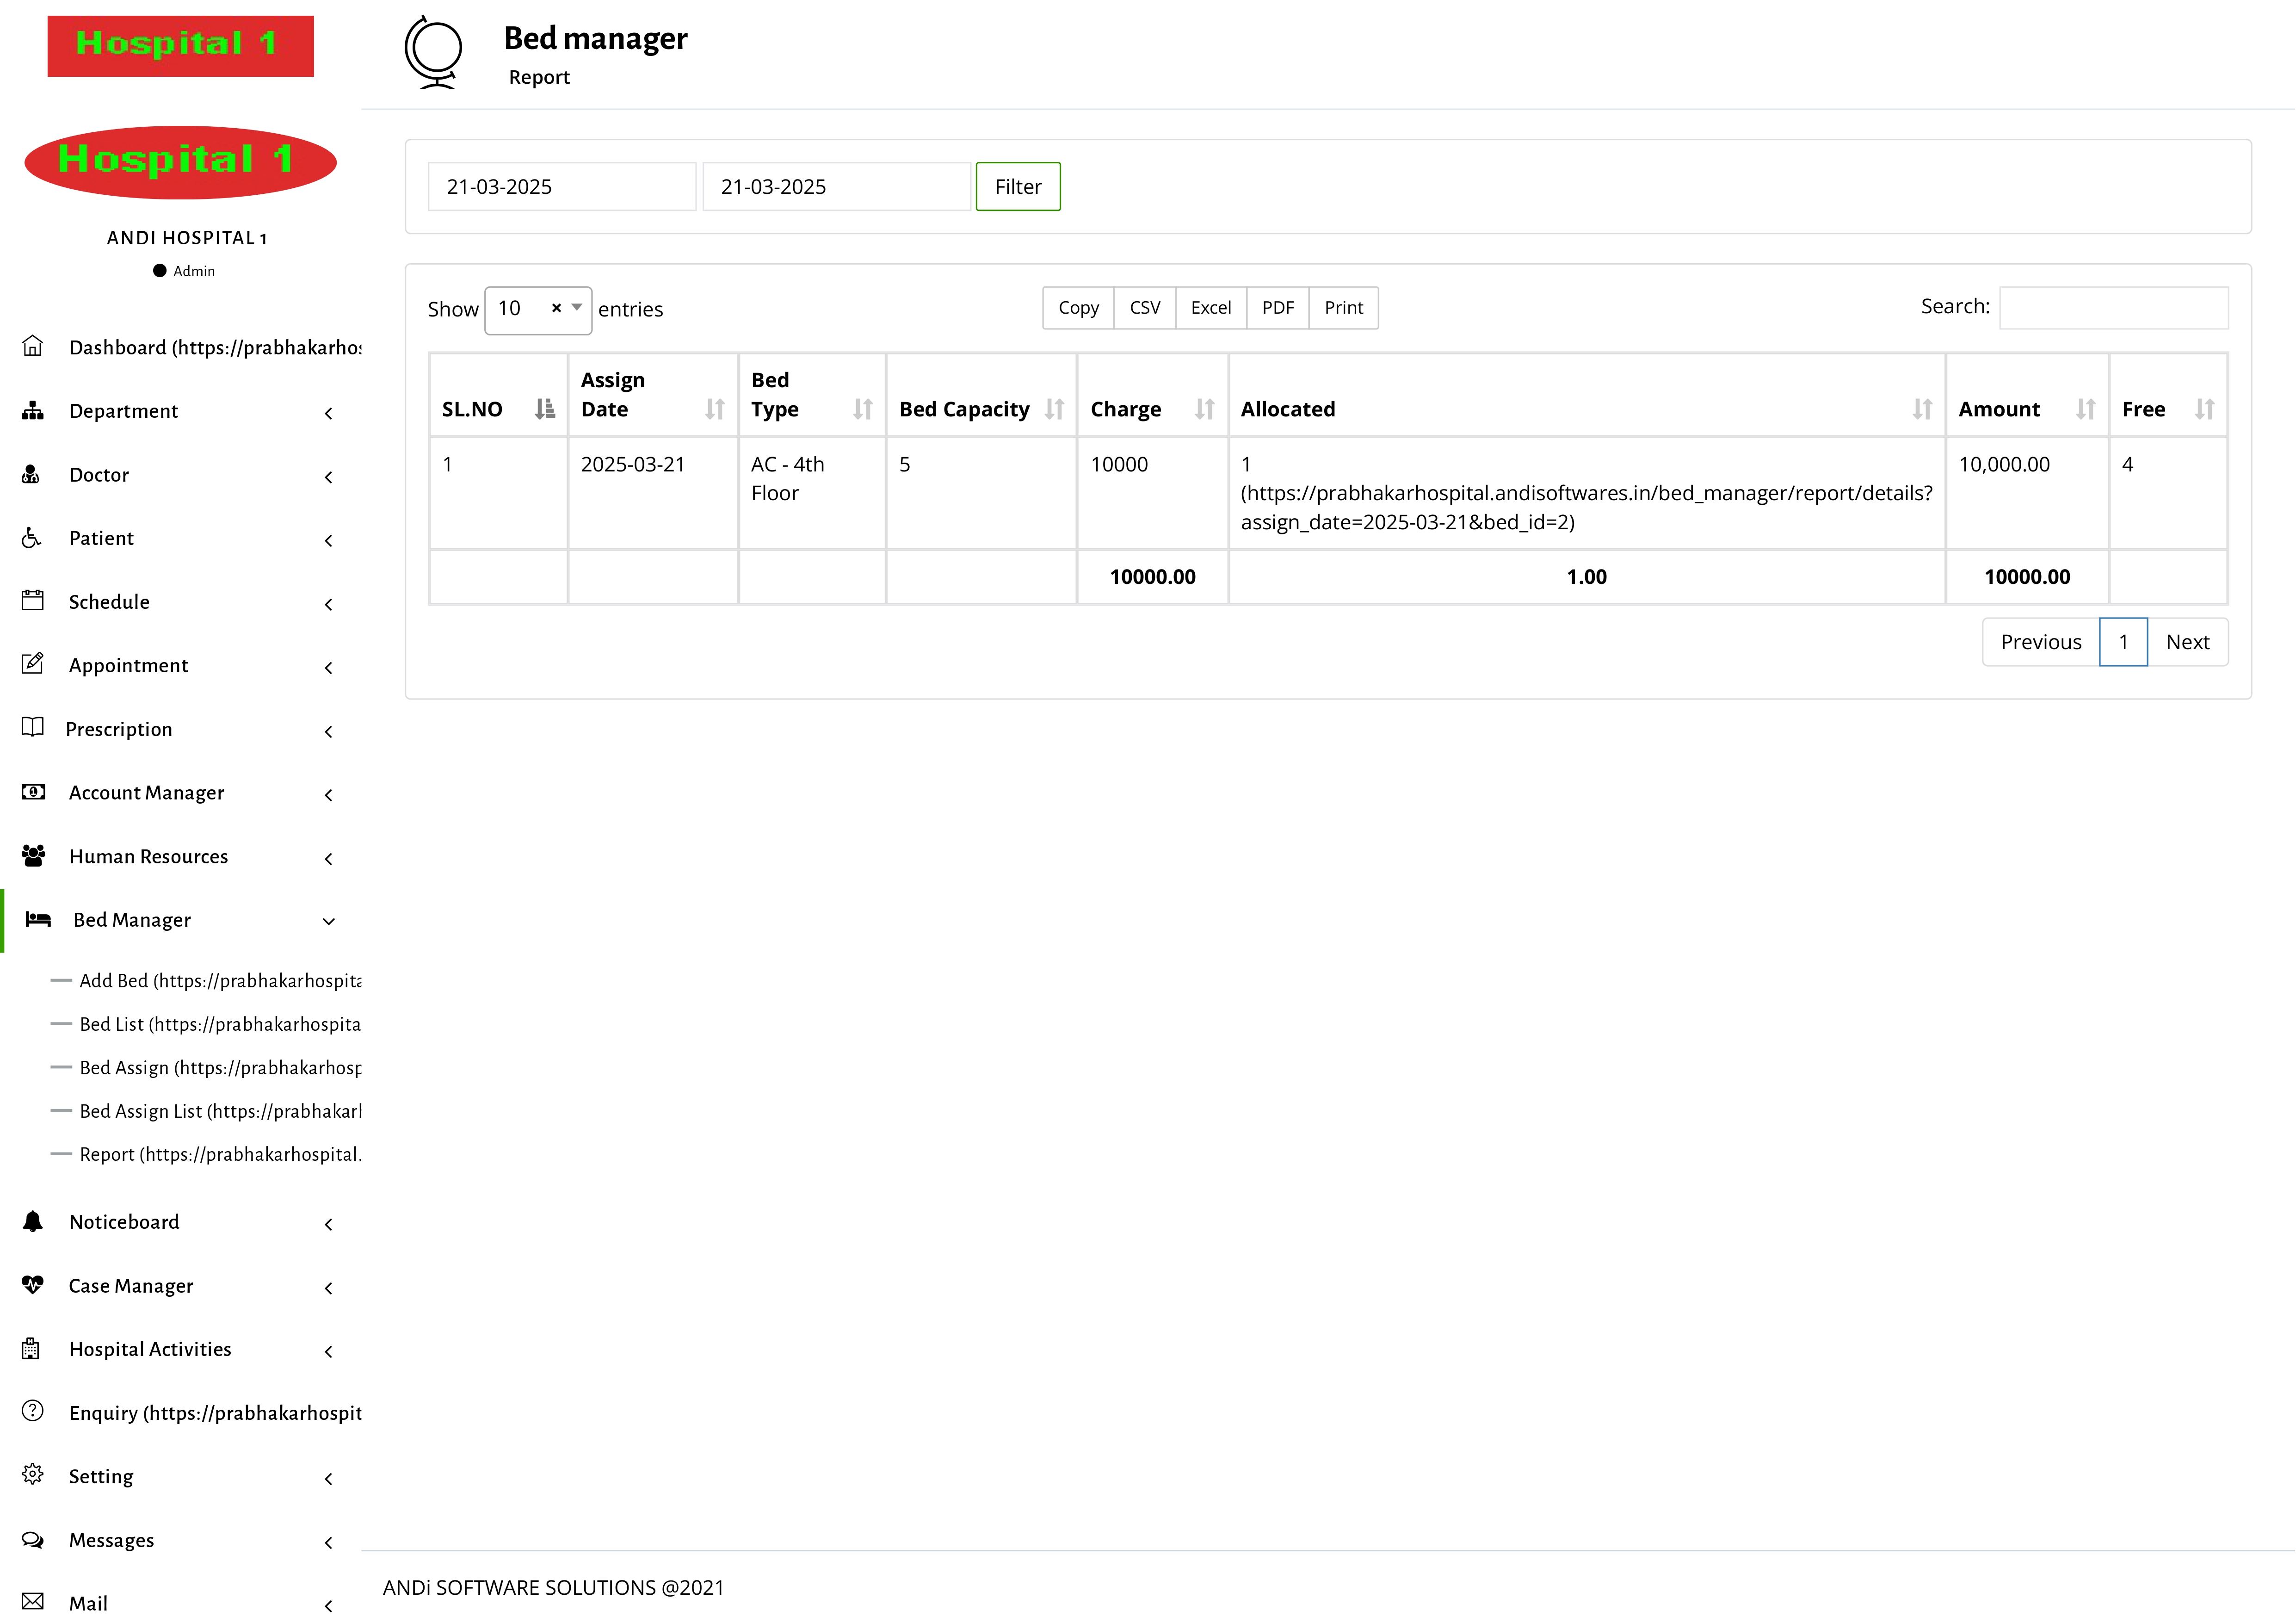 Hospital 1
Hospital 1
ANDI HOSPITAL 1
Admin
Dashboard (https://prabhakarhos
Department
Doctor
Patient
Schedule
Appointment
Prescription
Account Manager
Human Resources
Bed Manager
Add Bed (https://prabhakarhospita
Bed List (https://prabhakarhospita
Bed Assign (https://prabhakarhosp
Bed Assign List (https://prabhakarh
Report (https://prabhakarhospital.
Noticeboard
Case Manager
Hospital Activities
Enquiry (https://prabhakarhospit
Setting
Messages
Mail
Bed manager
Report
21-03-2025 21-03-2025 Filter
Show 10 × entries Copy CSV Excel PDF Print Search:
SL.NO Assign Date Bed Type Bed Capacity Charge Allocated Amount Free
1 2025-03-21 AC - 4th Floor 5 10000 1 (https://prabhakarhospital.andisoftwares.in/bed_manager/report/details?assign_date=2025-03-21&bed_id=2) 10,000.00 4
10000.00 1.00 10000.00
Previous 1 Next
ANDi SOFTWARE SOLUTIONS @2021